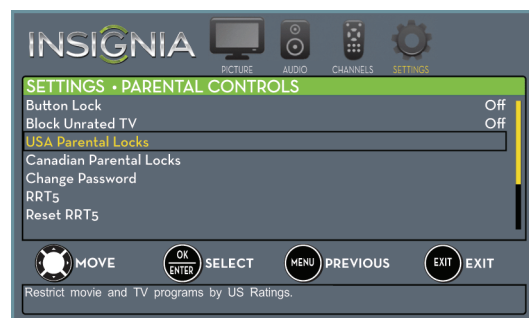 INSIGNIA
PICTURE AUDIO CHANNELS SETTINGS
SETTINGS • PARENTAL CONTROLS
Button Lock Off
Block Unrated TV Off
USA Parental Locks
Canadian Parental Locks
Change Password
RRT5
Reset RRT5
MOVE OK ENTER SELECT MENU PREVIOUS EXIT EXIT
Restrict movie and TV programs by US Ratings.